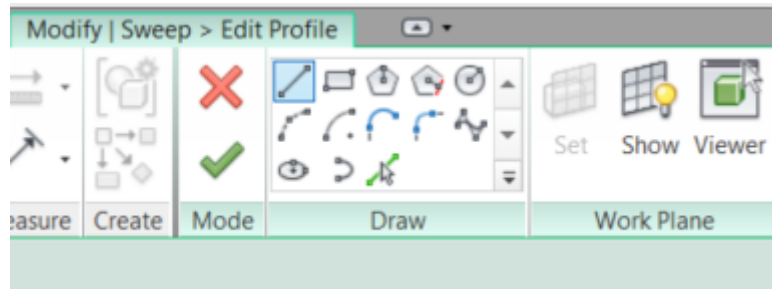 Modify | Sweep > Edit Profile
Set Show Viewer
easure Create Mode Draw Work Plane